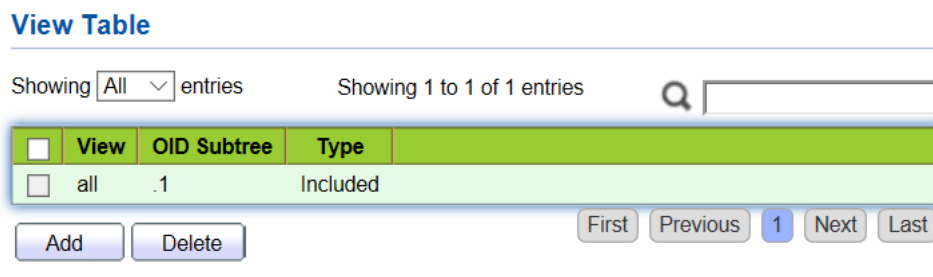 View Table
Showing All entries Showing 1 to 1 of 1 entries
View OID Subtree Type
all .1 Included
Add Delete First Previous 1 Next Last